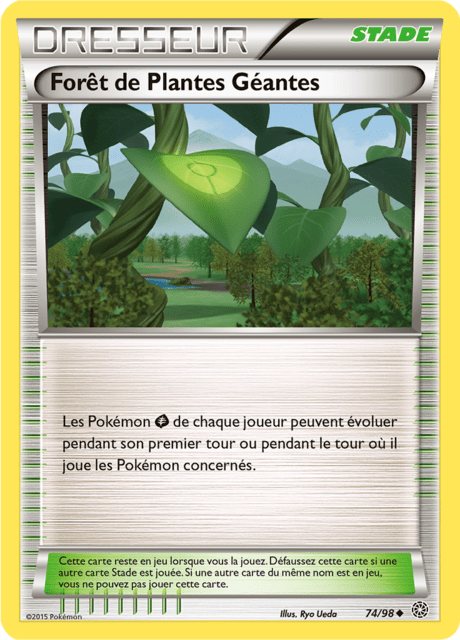 DRESSEUR
STADE
Forêt de Plantes Géantes
Les Pokémon de chaque joueur peuvent évoluer
pendant son premier tour ou pendant le tour où il
joue les Pokémon concernés.
Cette carte reste en jeu lorsque vous la jouez. Défaussez cette carte si une
autre carte Stade est jouée. Si une autre carte du même nom est en jeu,
vous ne pouvez pas jouer cette carte.
©2015 Pokémon
Illus. Ryo Ueda
74/98